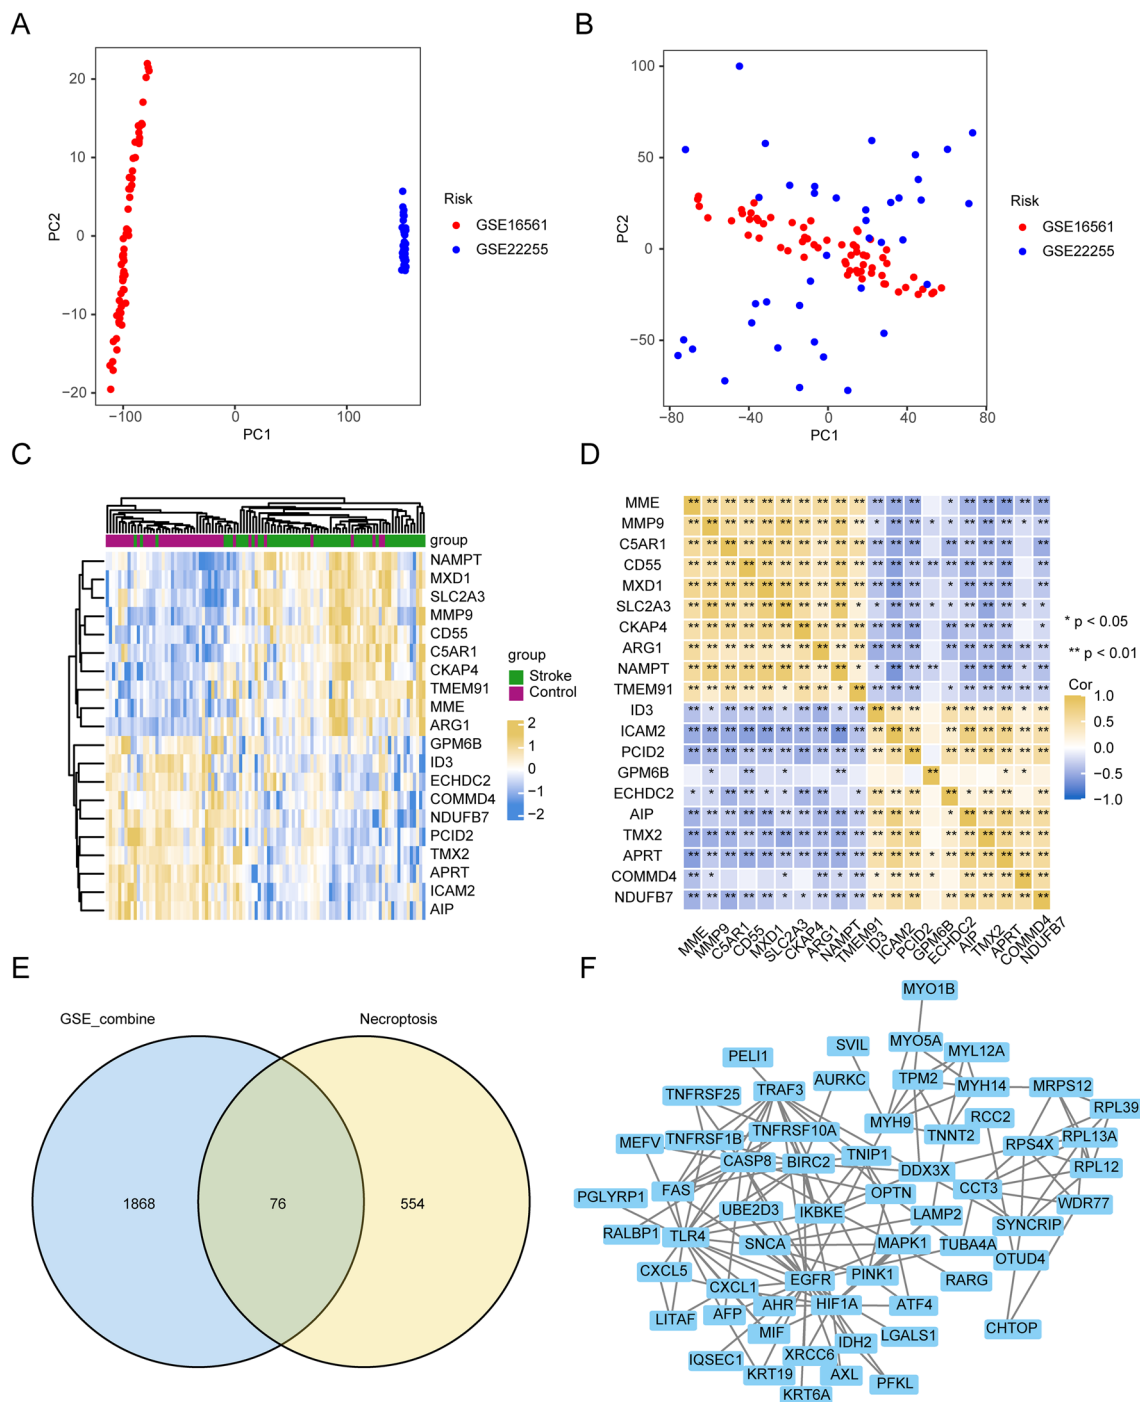 A
20
10
0
−10
−20
PC2
−100
0
100
PC1
Risk
GSE16561
GSE22255
B
100
50
0
−50
PC2
−80
−40
0
40
80
PC1
Risk
GSE16561
GSE22255
C
group
NAMPT
MXD1
SLC2A3
MMP9
CD55
C5AR1
CKAP4
TMEM91
MME
ARG1
GPM6B
ID3
ECHDC2
COMMD4
NDUFB7
PCID2
TMX2
APRT
ICAM2
AIP
group
Stroke
Control
2
1
0
−1
−2
D
MME
MMP9
C5AR1
CD55
MXD1
SLC2A3
CKAP4
ARG1
NAMPT
TMEM91
ID3
ICAM2
PCID2
GPM6B
ECHDC2
AIP
TMX2
APRT
COMMD4
NDUFB7
MME
MMP9
C5AR1
CD55
MXD1
SLC2A3
CKAP4
ARG1
NAMPT
TMEM91
ID3
ICAM2
PCID2
GPM6B
ECHDC2
AIP
TMX2
APRT
COMMD4
NDUFB7
* p < 0.05
** p < 0.01
Cor
1.0
0.5
0.0
−0.5
−1.0
E
GSE_combine
Necroptosis
1868
76
554
F
MYO1B
SVIL
MYO5A
MYL12A
PELI1
AURKC
TPM2
MYH14
MRPS12
TNFRSF25
TRAF3
RCC2
RPL39
MEFV
TNFRSF1B
TNFRSF10A
MYH9
TNNT2
RPS4X
RPL13A
CASP8
BIRC2
TNIP1
DDX3X
RPL12
PGLYRP1
FAS
OPTN
CCT3
WDR77
UBE2D3
IKBKE
LAMP2
SYNCRIP
RALBP1
TLR4
SNCA
MAPK1
TUBA4A
OTUD4
CXCL5
CXCL1
EGFR
PINK1
RARG
LITAF
AFP
AHR
HIF1A
ATF4
CHTOP
MIF
IDH2
LGALS1
IQSEC1
XRCC6
KRT19
AXL
PFKL
KRT6A